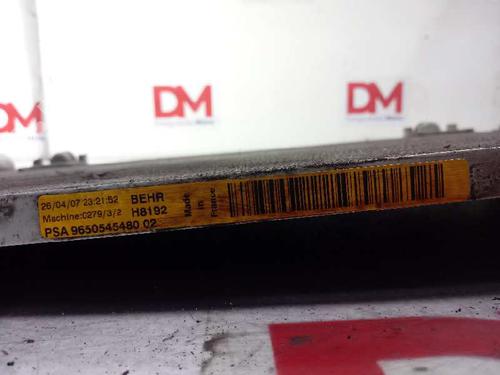 DM
DM
DM
26/04/07 23:21:52 BEHR
Machine:0279/3/2 H8192
PSA 9650545480 02
Made in France